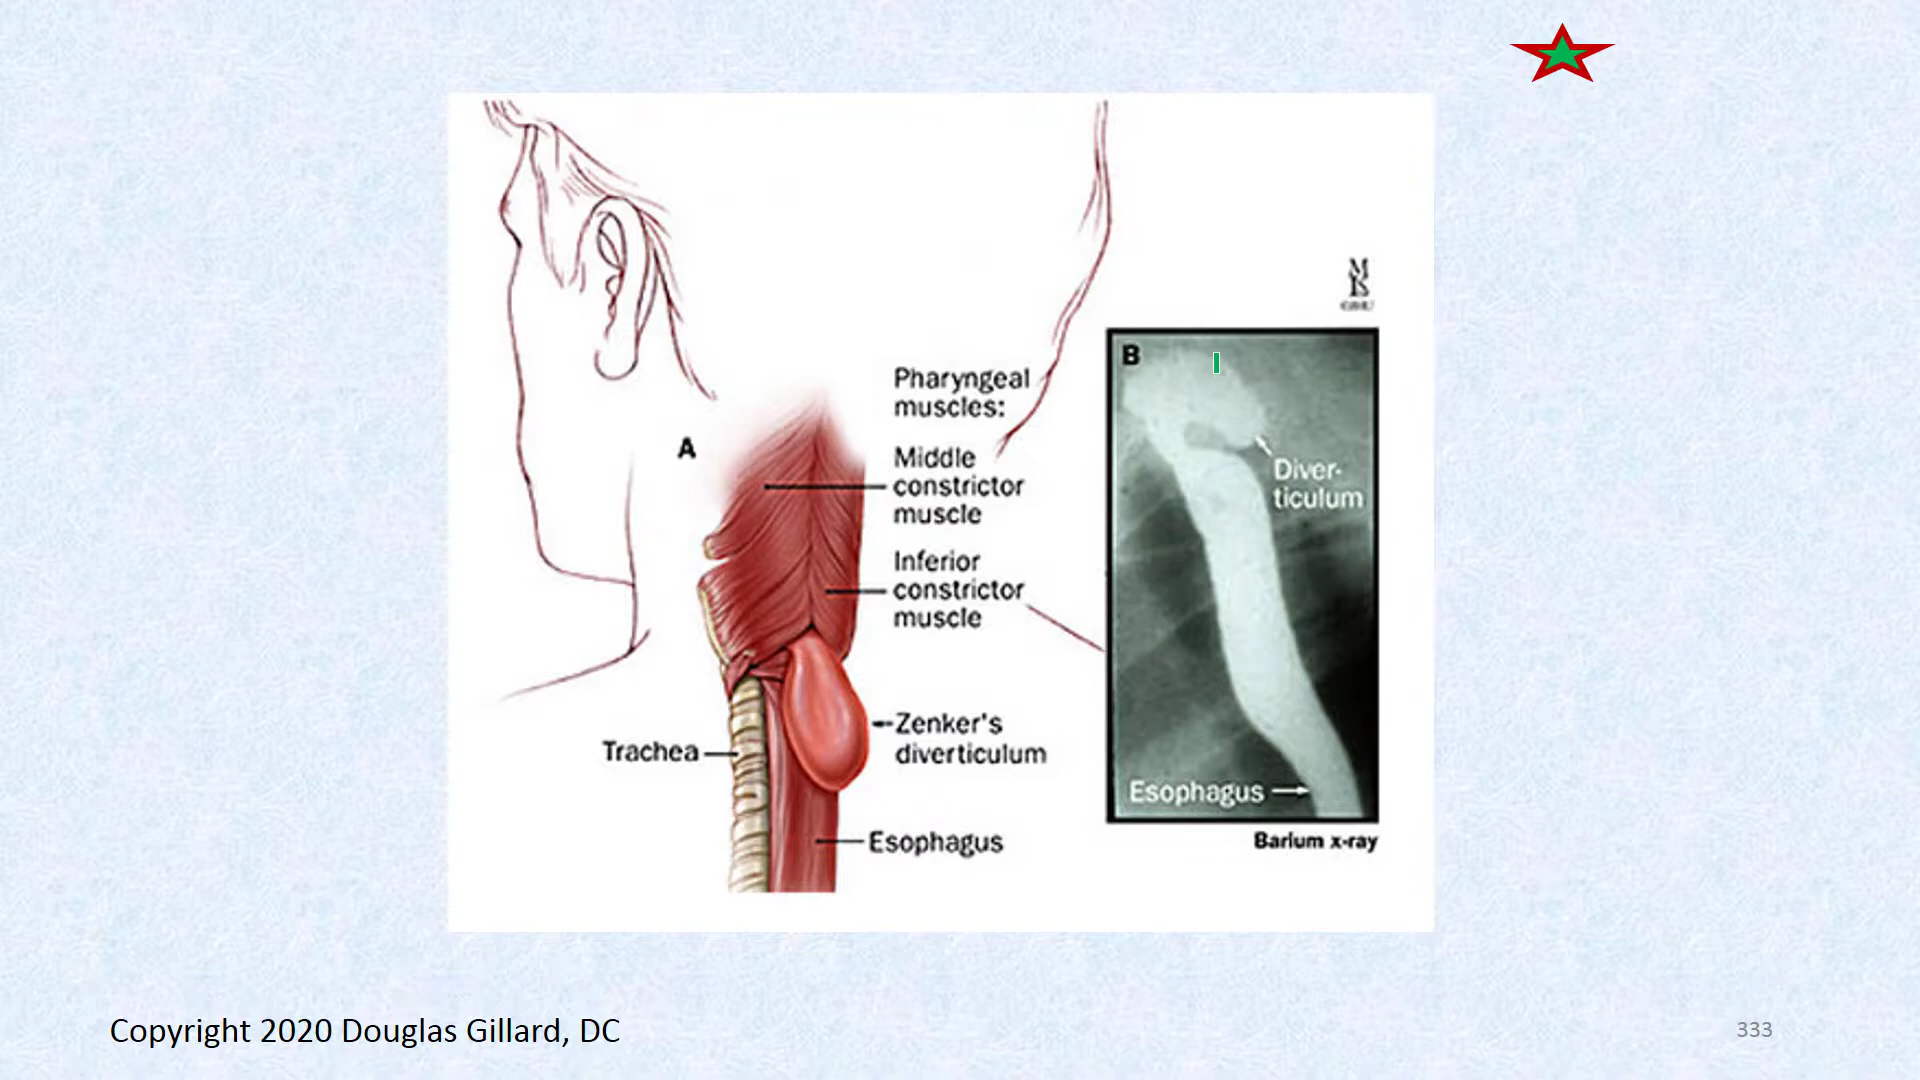 Pharyngeal
muscles:
A
Middle
constrictor
muscle
Inferior
constrictor
muscle
Trachea
Zenker's
diverticulum
Esophagus
B
Diver-
ticulum
Esophagus
Barium x-ray
Copyright 2020 Douglas Gillard, DC
333